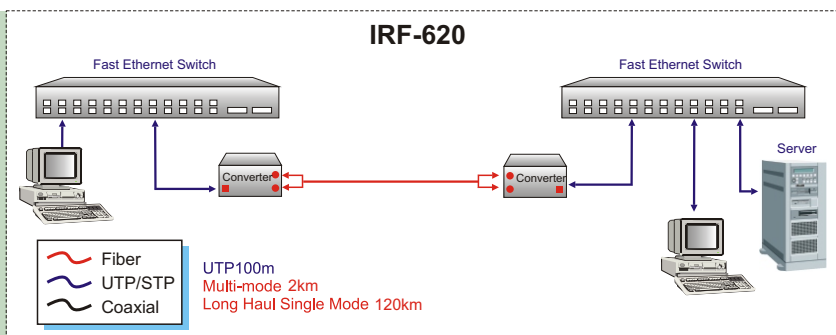 IRF-620
Fast Ethernet Switch
Fast Ethernet Switch
Server
Converter
Converter
Fiber
UTP/STP
Coaxial
UTP100m
Multi-mode 2km
Long Haul Single Mode 120km